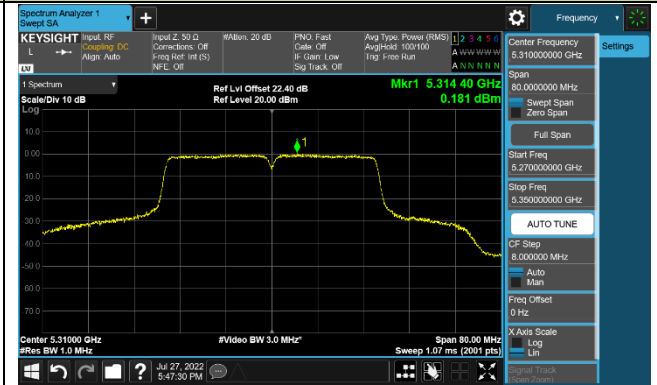 Spectrum Analyzer 1
Swept SA
+
Frequency
KEYSIGHT
L
LXI
Input: RF
Coupling: DC
Align: Auto
Input Z: 50 Ω
Corrections: Off
Freq Ref: Int (S)
NFE: Off
#Atten: 20 dB
PNO: Fast
Gate: Off
IF Gain: Low
Sig Track: Off
Avg Type: Power (RMS)
Avg|Hold: 100/100
Trig: Free Run
1 2 3 4 5 6
A W W W W W
A N N N N N
1 Spectrum
Scale/Div 10 dB
Log
Ref Lvl Offset 22.40 dB
Ref Level 20.00 dBm
Mkr1 5.314 40 GHz
0.181 dBm
1
10.0
0.00
10.0
20.0
30.0
40.0
50.0
60.0
70.0
Center 5.31000 GHz
#Res BW 1.0 MHz
#Video BW 3.0 MHz*
Span 80.00 MHz
Sweep 1.07 ms (2001 pts)
Center Frequency
5.310000000 GHz
Settings
Span
80.0000000 MHz
Swept Span
Zero Span
Full Span
Start Freq
5.270000000 GHz
Stop Freq
5.350000000 GHz
AUTO TUNE
CF Step
8.000000 MHz
Auto
Man
Freq Offset
0 Hz
X Axis Scale
Log
Lin
Signal Track
(Span Zoom)
?
Jul 27, 2022
5:47:30 PM